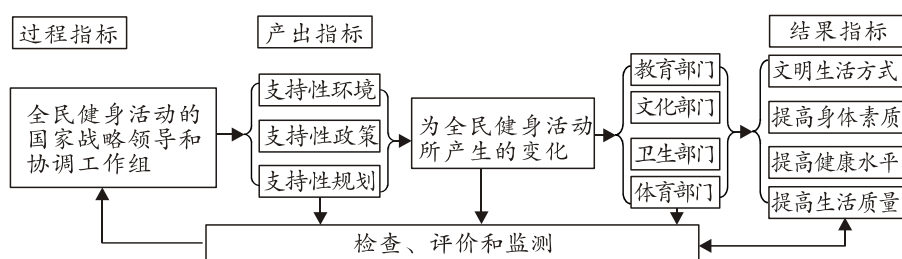 过程指标
产出指标
结果指标
全民健身活动的
国家战略领导和
协调工作组
支持性环境
支持性政策
支持性规划
为全民健身活动
所产生的变化
教育部门
文化部门
卫生部门
体育部门
文明生活方式
提高身体素质
提高健康水平
提高生活质量
检查、评价和监测